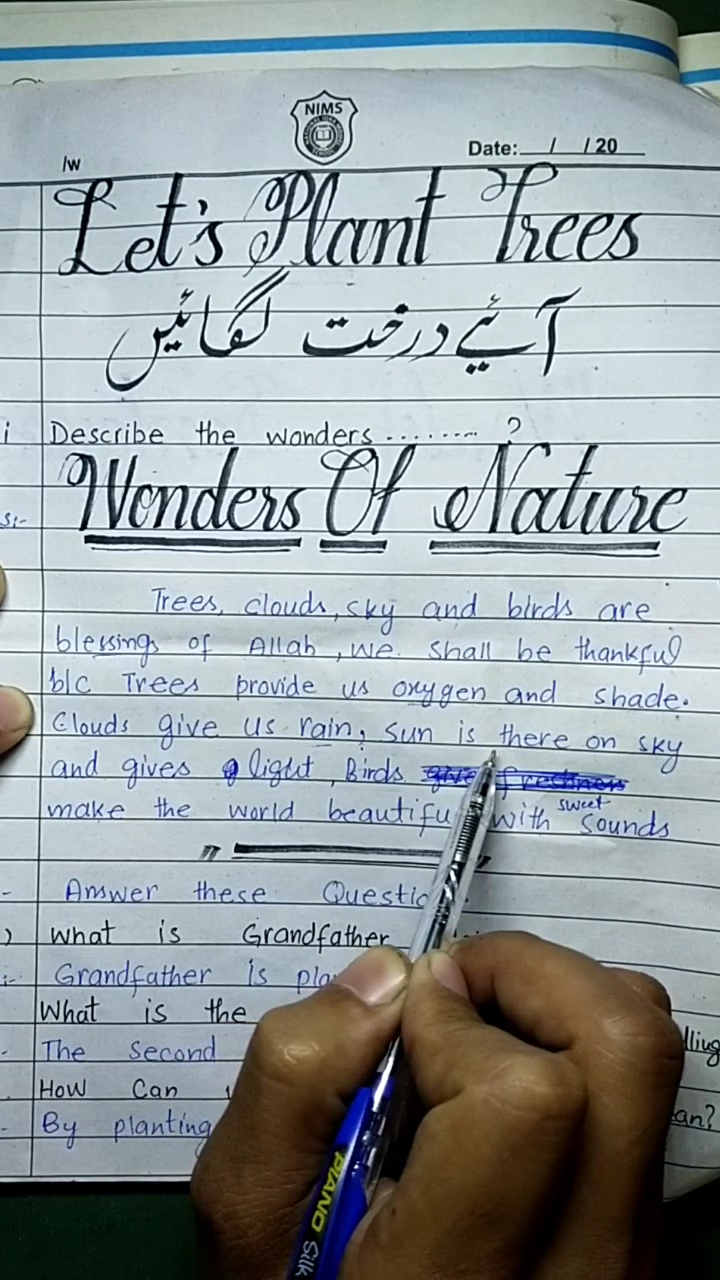 NIMS
Date: / / 20
/w
Let's Plant Trees
آئیے درخت لگائیں
i Describe the wonders ........ ?
Wonders Of Nature
s:-
Trees, clouds, sky and birds are
blessings of Allah, we shall be thankful
b/c Trees provide us oxygen and shade.
Clouds give us rain, sun is there on sky
and gives light, Birds
make the world beautiful with sweet sounds
Answer these
What is Grandfather
Grandfather is
What is the
The second
How Can
By planting
PIANO Silk